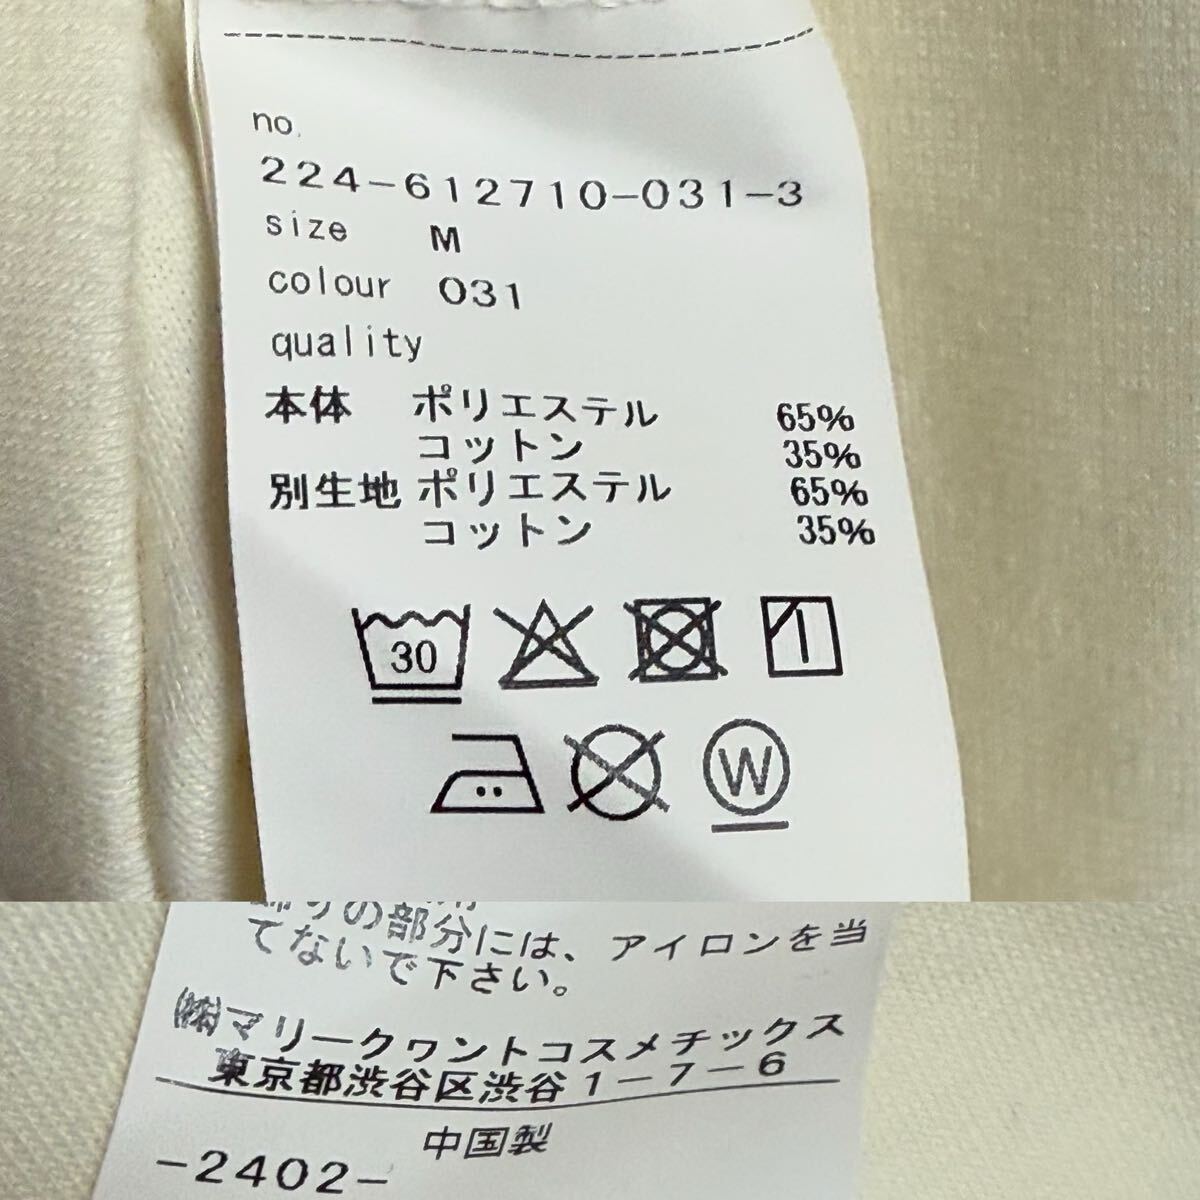 no.
224-612710-031-3
size M
colour 031
quality
本体 ポリエステル 65%
コットン 35%
別生地 ポリエステル 65%
コットン 35%
30
W
の部分には、アイロンを当
てないで下さい。
㈱マリークヮントコスメチックス
東京都渋谷区渋谷1-7-6
中国製
-2402-